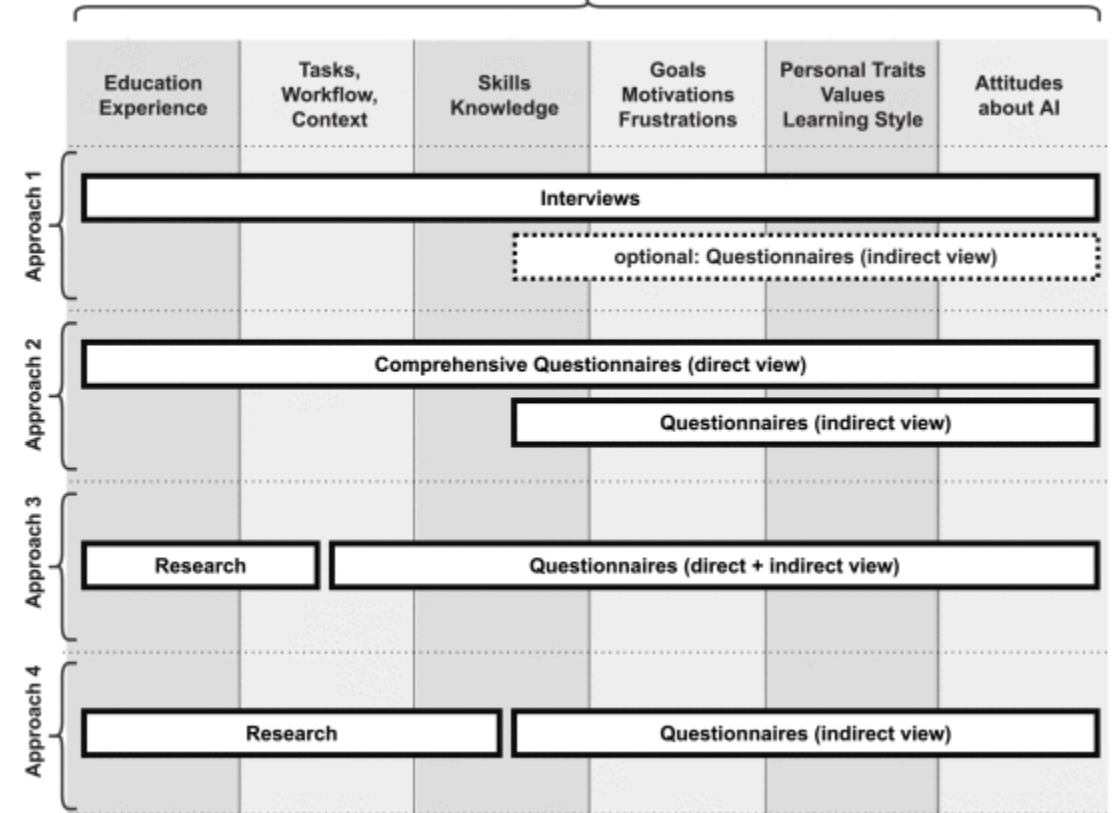 Education
Experience
Tasks,
Workflow,
Context
Skills
Knowledge
Goals
Motivations
Frustrations
Personal Traits
Values
Learning Style
Attitudes
about AI
Approach 1
Interviews
optional: Questionnaires (indirect view)
Approach 2
Comprehensive Questionnaires (direct view)
Questionnaires (indirect view)
Approach 3
Research
Questionnaires (direct + indirect view)
Approach 4
Research
Questionnaires (indirect view)